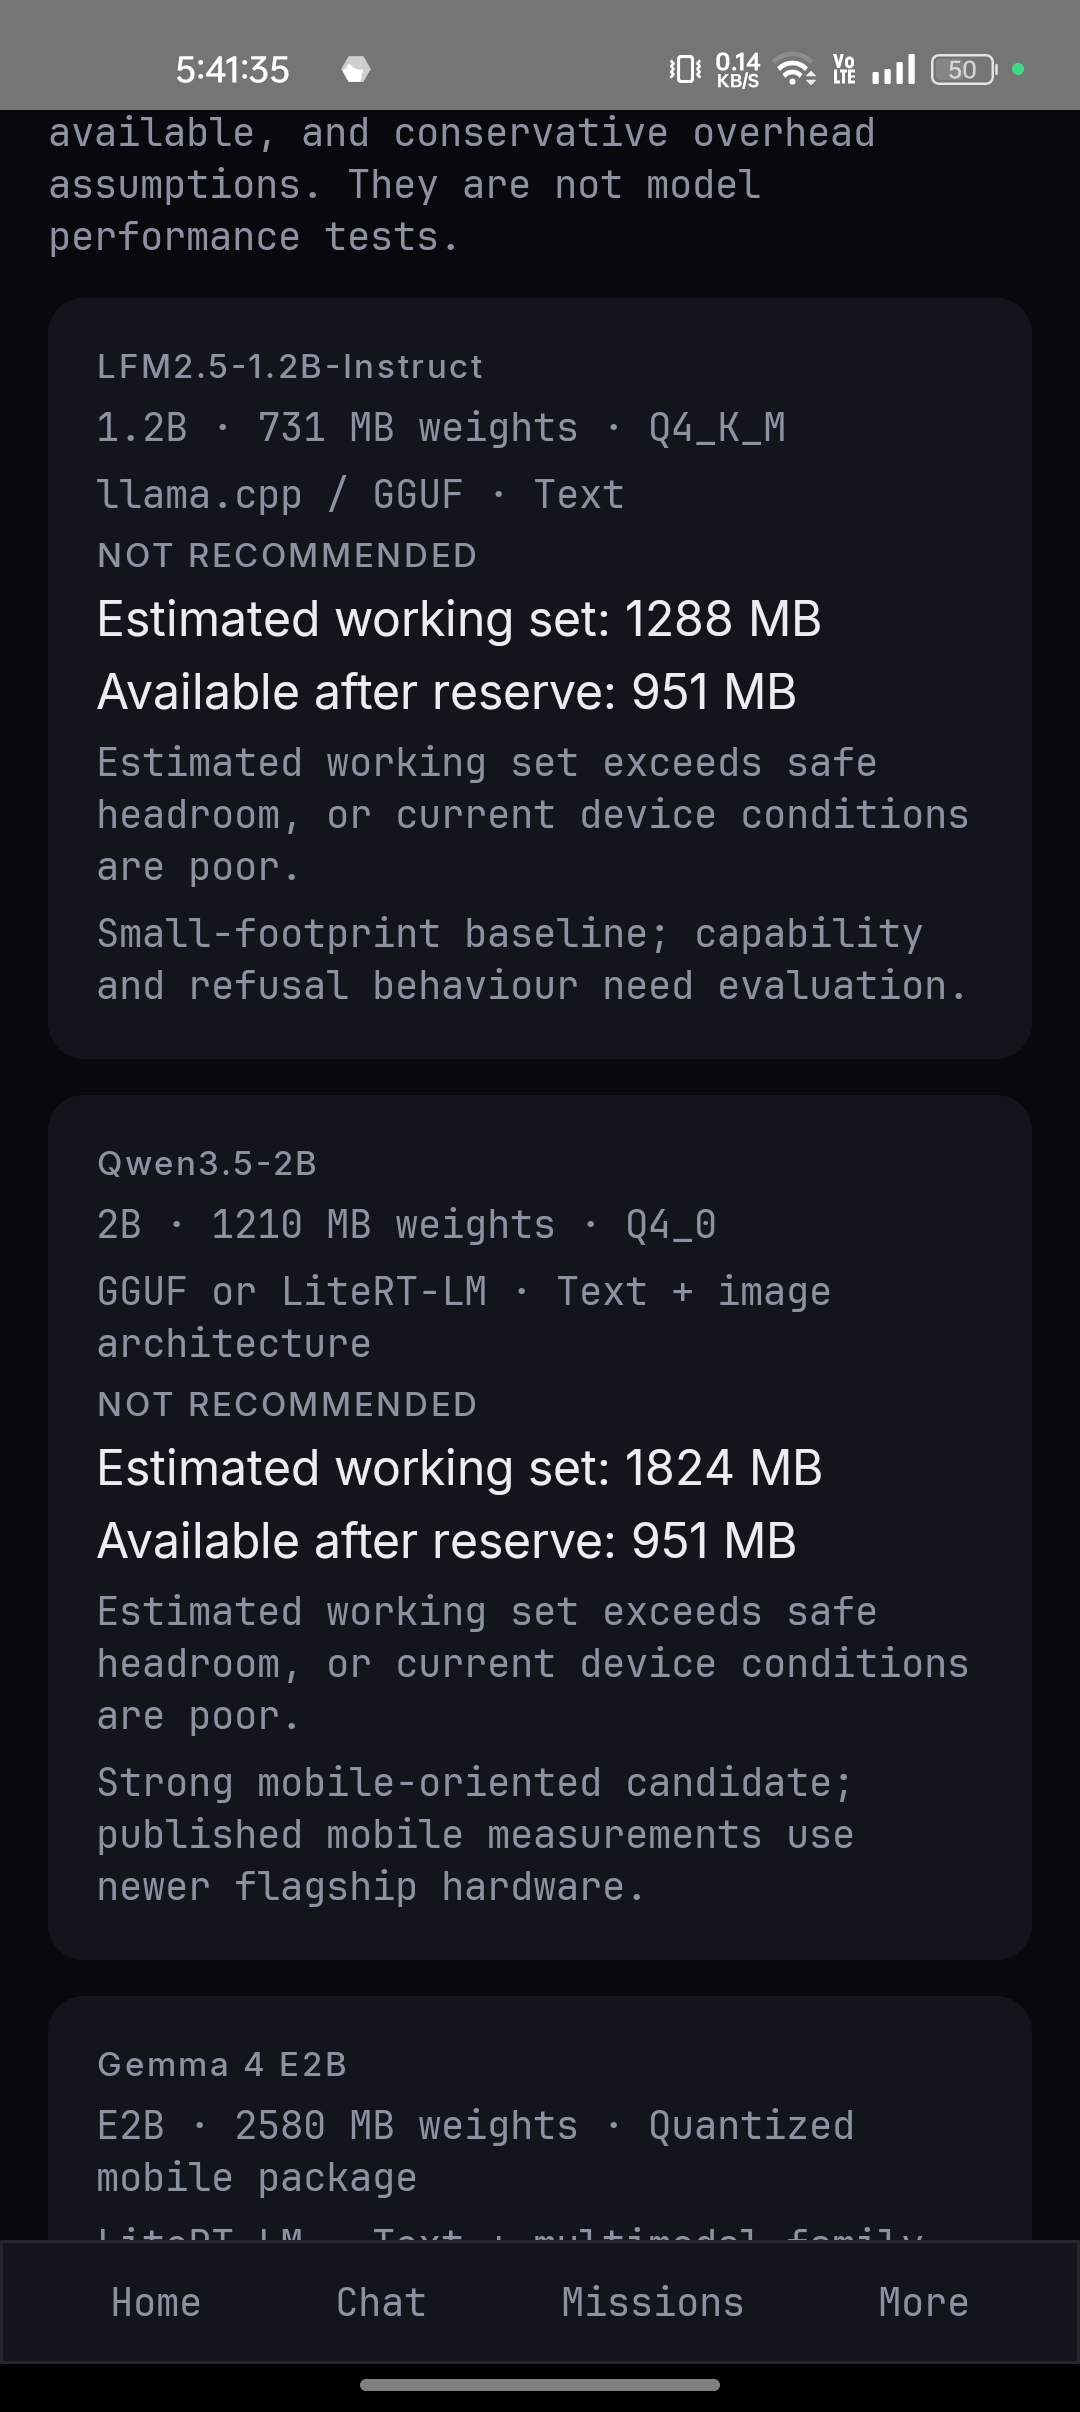 5:41:35
0.14
KB/S
Vo
LTE
50
available, and conservative overhead
assumptions. They are not model
performance tests.
LFM2.5-1.2B-Instruct
1.2B · 731 MB weights · Q4_K_M
llama.cpp / GGUF · Text
NOT RECOMMENDED
Estimated working set: 1288 MB
Available after reserve: 951 MB
Estimated working set exceeds safe
headroom, or current device conditions
are poor.
Small-footprint baseline; capability
and refusal behaviour need evaluation.
Qwen3.5-2B
2B · 1210 MB weights · Q4_0
GGUF or LiteRT-LM · Text + image
architecture
NOT RECOMMENDED
Estimated working set: 1824 MB
Available after reserve: 951 MB
Estimated working set exceeds safe
headroom, or current device conditions
are poor.
Strong mobile-oriented candidate;
published mobile measurements use
newer flagship hardware.
Gemma 4 E2B
E2B · 2580 MB weights · Quantized
mobile package
LiteRT-LM · Text + multimodal family
Home Chat Missions More